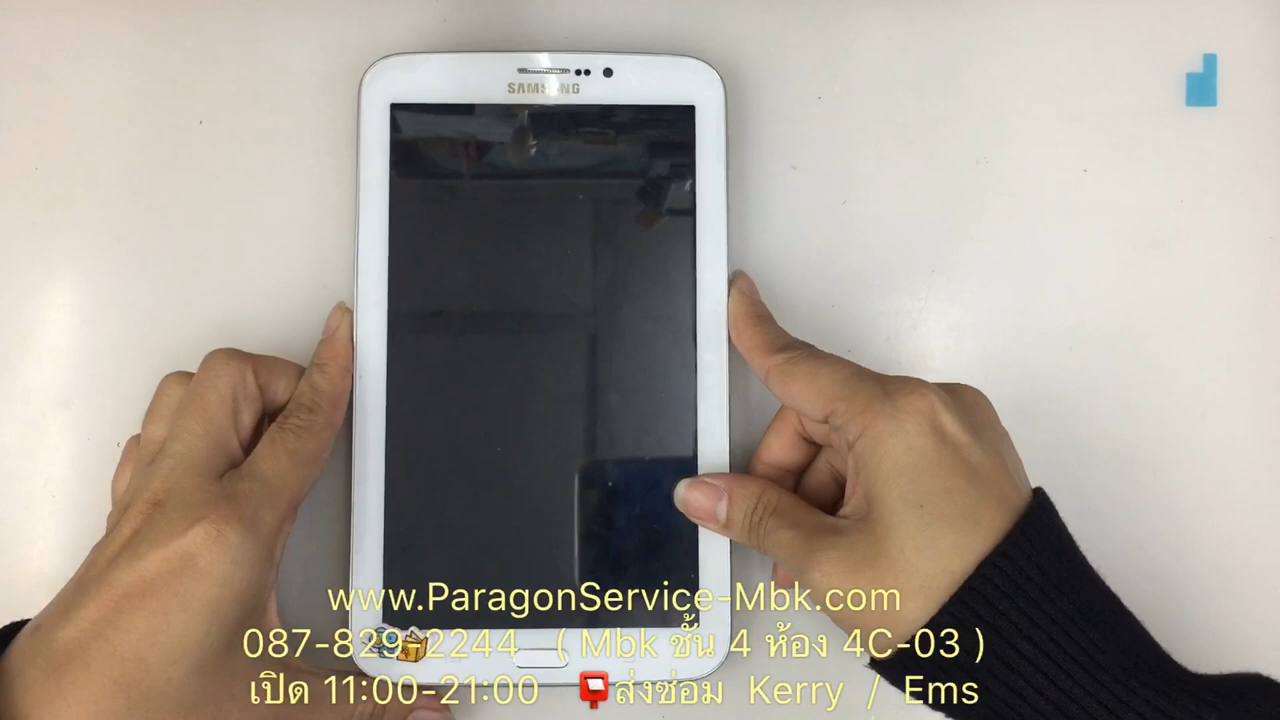 SAMSUNG
www.ParagonService-Mbk.com
087-829-2244 ( Mbk ชั้น 4 ห้อง 4C-03 )
เปิด 11:00-21:00 📮ส่งซ่อม Kerry / Ems